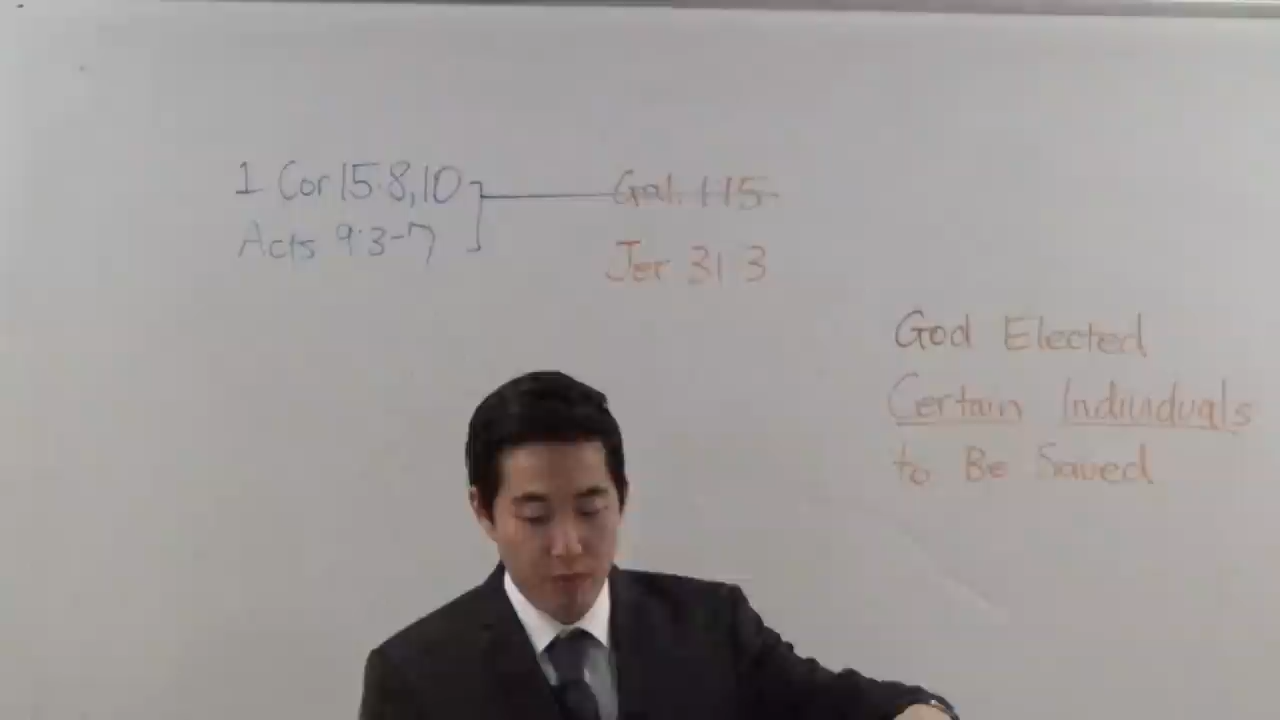 1 Cor 15:8,10
Acts 9:3-7
Gal. 1:15
Jer 31:3
God Elected
Certain Individuals
to Be Saved